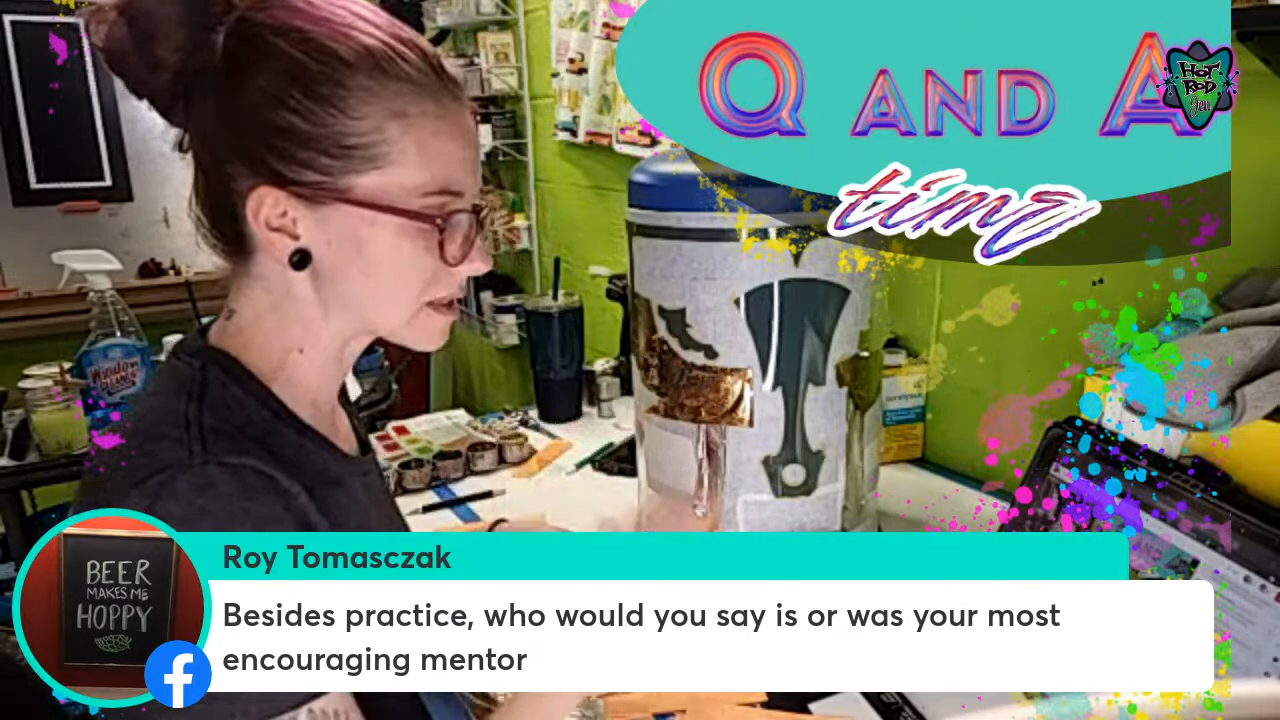 Q AND A
HOT
ROD
Jen
time
Window
BEER
MAKES ME
HOPPY
Roy Tomasczak
Besides practice, who would you say is or was your most
encouraging mentor